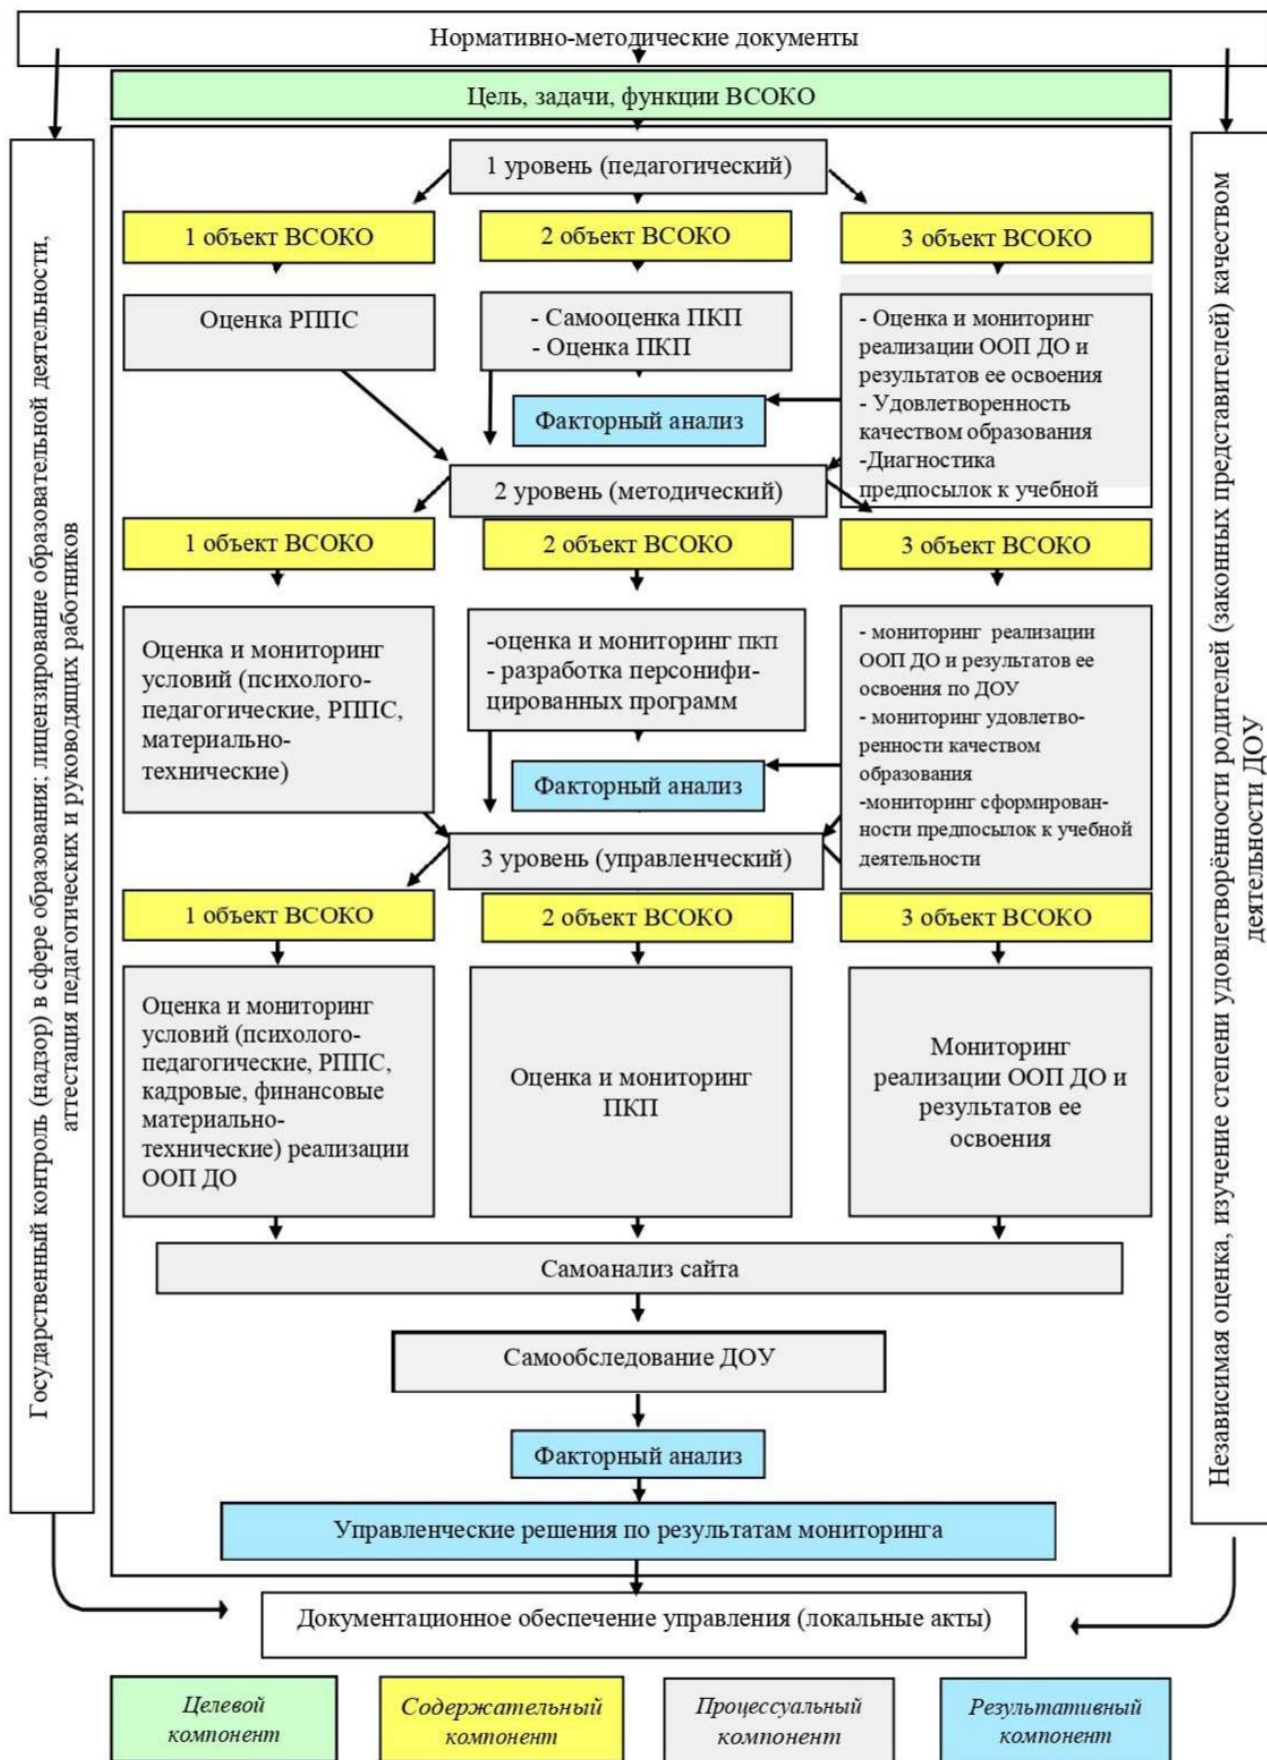 Нормативно-методические документы
Цель, задачи, функции ВСОКО
Государственный контроль (надзор) в сфере образования; лицензирование образовательной деятельности,
аттестация педагогических и руководящих работников
1 уровень (педагогический)
1 объект ВСОКО
2 объект ВСОКО
3 объект ВСОКО
Оценка РППС
- Самооценка ПКП
- Оценка ПКП
- Оценка и мониторинг
реализации ООП ДО и
результатов ее освоения
- Удовлетворенность
качеством образования
-Диагностика
предпосылок к учебной
Факторный анализ
2 уровень (методический)
1 объект ВСОКО
2 объект ВСОКО
3 объект ВСОКО
Оценка и мониторинг
условий (психолого-
педагогические, РППС,
материально-
технические)
-оценка и мониторинг пкп
- разработка персонифи-
цированных программ
- мониторинг реализации
ООП ДО и результатов ее
освоения по ДОУ
- мониторинг удовлетво-
ренности качеством
образования
-мониторинг сформирован-
ности предпосылок к учебной
деятельности
Факторный анализ
3 уровень (управленческий)
1 объект ВСОКО
2 объект ВСОКО
3 объект ВСОКО
Оценка и мониторинг
условий (психолого-
педагогические, РППС,
кадровые, финансовые
материально-
технические) реализации
ООП ДО
Оценка и мониторинг
ПКП
Мониторинг
реализации ООП ДО и
результатов ее
освоения
Самоанализ сайта
Самообследование ДОУ
Факторный анализ
Управленческие решения по результатам мониторинга
Независимая оценка, изучение степени удовлетворённости родителей (законных представителей) качеством
деятельности ДОУ
Документационное обеспечение управления (локальные акты)
Целевой
компонент
Содержательный
компонент
Процессуальный
компонент
Результативный
компонент